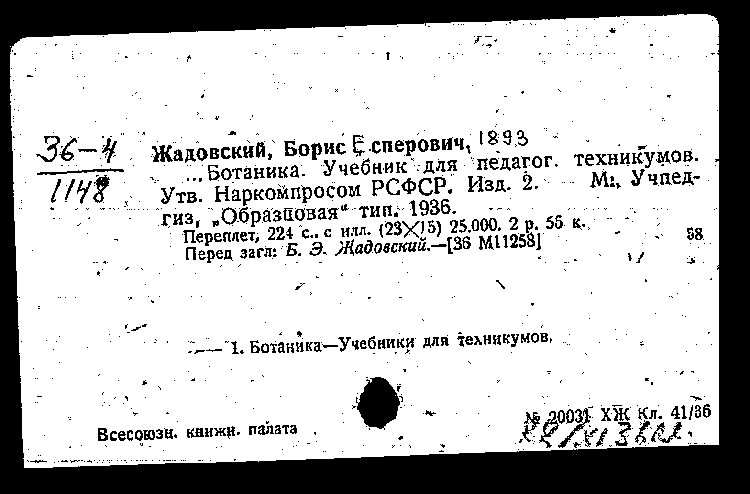 36-4
1148
Жадовский, Борис Есперович, 1893
...Ботаника. Учебник для педагог. техникумов.
Утв. Наркомпросом РСФСР. Изд. 2. М., Учпед-
гиз, „Образцовая“ тип. 1936.
Переплет, 224 с., с илл. (23X15) 25.000. 2 р. 55 к.
Перед загл: Б. Э. Жадовский.—[36 М11258]
58
—— 1. Ботаника—Учебники для техникумов.
№ 20031 ХЖ Кл. 41/36
Всесоюзн. книжн. палата